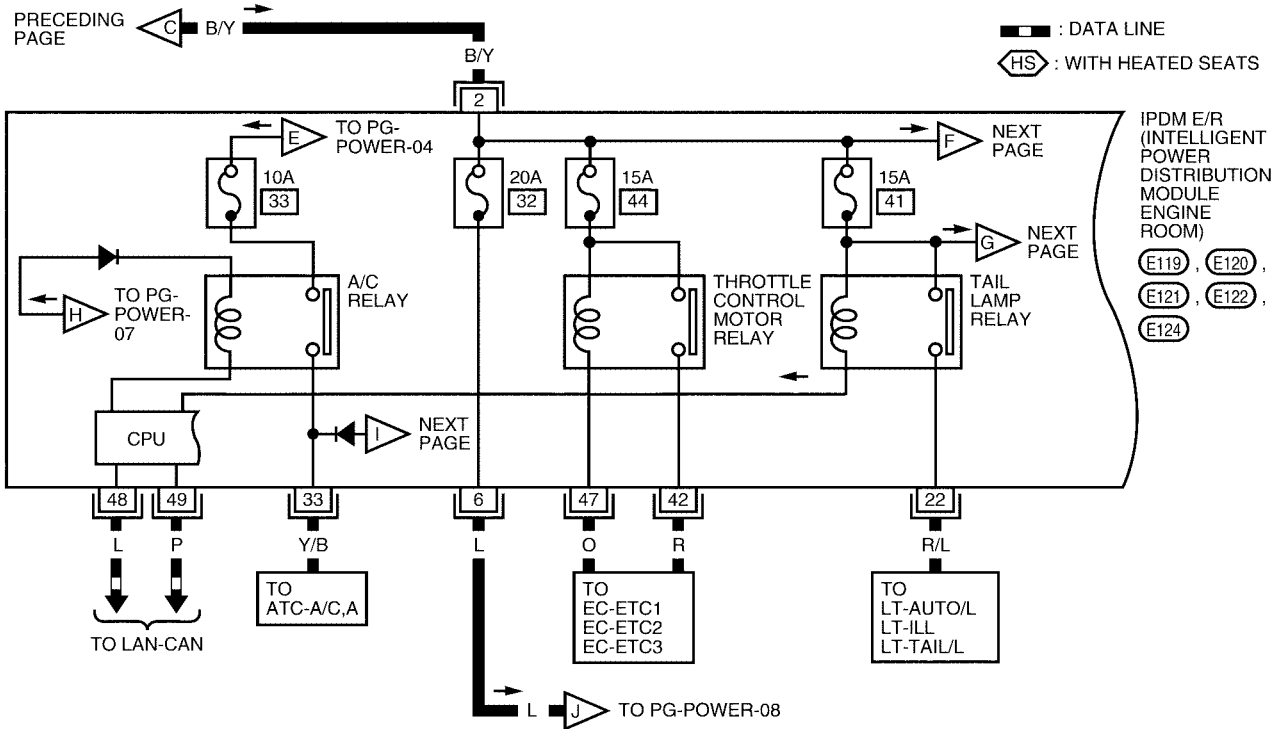 PRECEDING
PAGE
C
B/Y
B/Y
: DATA LINE
HS : WITH HEATED SEATS
2
E
TO PG-
POWER-04
F
NEXT
PAGE
IPDM E/R
(INTELLIGENT
POWER
DISTRIBUTION
MODULE
ENGINE
ROOM)
E119 , E120 ,
E121 , E122 ,
E124
10A
33
20A
32
15A
44
15A
41
G
NEXT
PAGE
H
TO PG-
POWER-
07
A/C
RELAY
THROTTLE
CONTROL
MOTOR
RELAY
TAIL
LAMP
RELAY
CPU
I
NEXT
PAGE
48
49
33
6
47
42
22
L
P
Y/B
L
O
R
R/L
TO LAN-CAN
TO
ATC-A/C,A
TO
EC-ETC1
EC-ETC2
EC-ETC3
TO
LT-AUTO/L
LT-ILL
LT-TAIL/L
L
J
TO PG-POWER-08